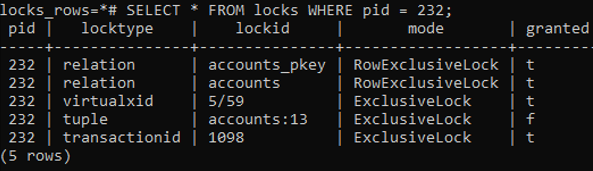 locks_rows=*# SELECT * FROM locks WHERE pid = 232;
 pid |   locktype    |    lockid     |       mode       | granted
-----+---------------+---------------+------------------+---------
 232 | relation      | accounts_pkey | RowExclusiveLock | t
 232 | relation      | accounts      | RowExclusiveLock | t
 232 | virtualxid    | 5/59          | ExclusiveLock    | t
 232 | tuple         | accounts:13   | ExclusiveLock    | f
 232 | transactionid | 1098          | ExclusiveLock    | t
(5 rows)